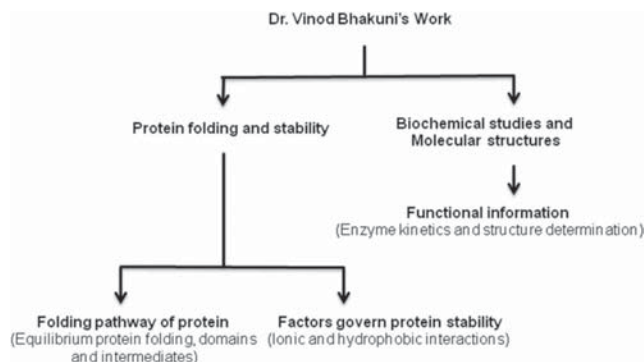 Dr. Vinod Bhakuni's Work
Protein folding and stability
Biochemical studies and
Molecular structures
Functional information
(Enzyme kinetics and structure determination)
Folding pathway of protein
(Equilibrium protein folding, domains
and intermediates)
Factors govern protein stability
(Ionic and hydrophobic interactions)